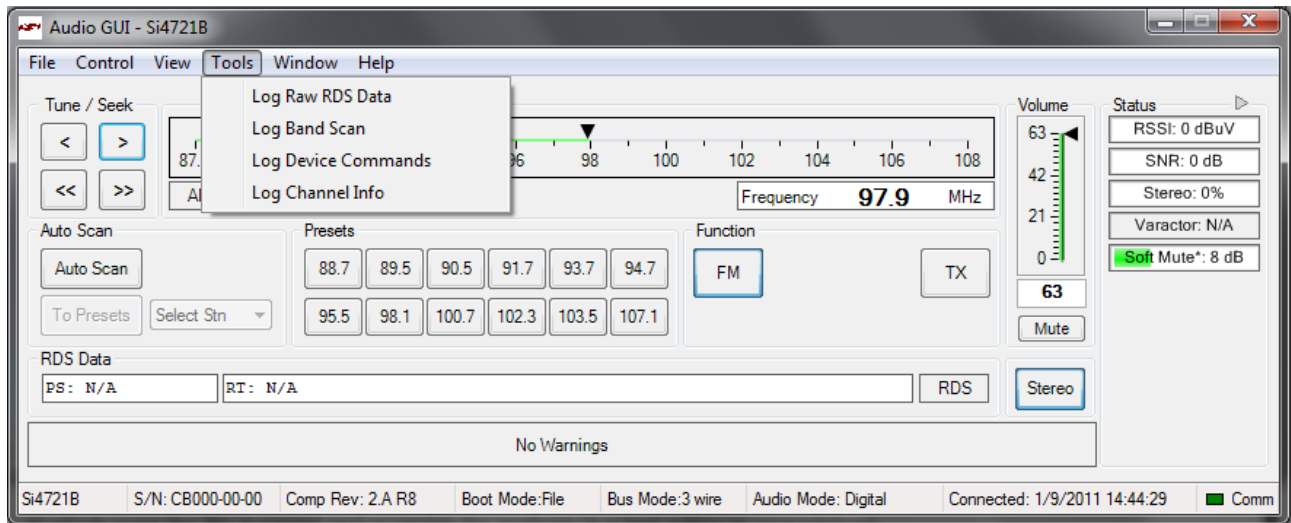 Audio GUI - Si4721B
File Control View Tools Window Help
Log Raw RDS Data
Log Band Scan
Log Device Commands
Log Channel Info
Tune / Seek
< >
<< >>
87. 96 98 100 102 104 106 108
Frequency 97.9 MHz
Volume
63
42
21
0
63
Mute
Status
RSSI: 0 dBuV
SNR: 0 dB
Stereo: 0%
Varactor: N/A
Soft Mute*: 8 dB
Auto Scan
Auto Scan
To Presets Select Stn
Presets
88.7 89.5 90.5 91.7 93.7 94.7
95.5 98.1 100.7 102.3 103.5 107.1
Function
FM TX
RDS Data
PS: N/A RT: N/A RDS
Stereo
No Warnings
Si4721B S/N: CB000-00-00 Comp Rev: 2.A R8 Boot Mode:File Bus Mode:3 wire Audio Mode: Digital Connected: 1/9/2011 14:44:29 Comm